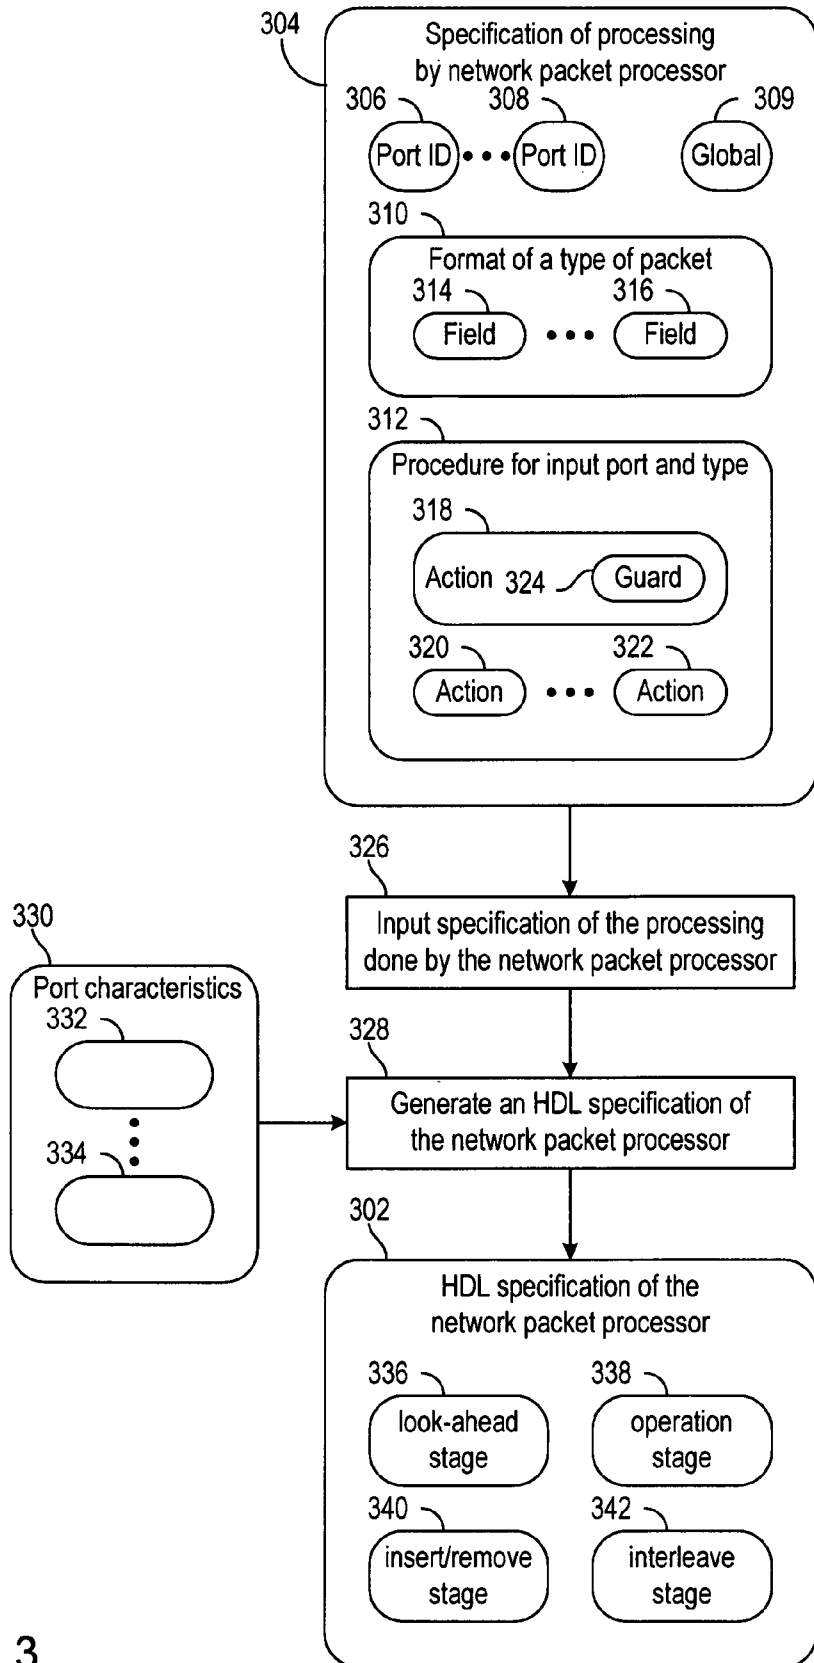 304
Specification of processing
by network packet processor
306 308 309
Port ID ••• Port ID Global
310
Format of a type of packet
314 316
Field ••• Field
312
Procedure for input port and type
318
Action 324 Guard
320 322
Action ••• Action
326
Input specification of the processing
done by the network packet processor
330
Port characteristics
332
334
328
Generate an HDL specification of
the network packet processor
302
HDL specification of the
network packet processor
336 338
look-ahead operation
stage stage
340 342
insert/remove interleave
stage stage
3